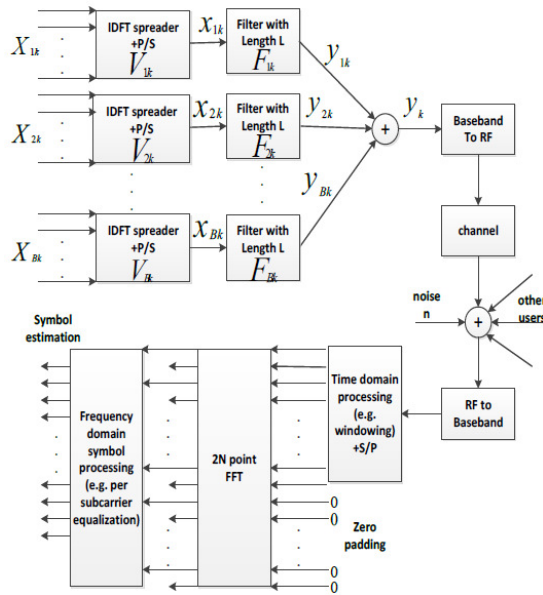 X1k
IDFT spreader
+P/S
V1k
x1k
Filter with
Length L
F1k
y1k
X2k
IDFT spreader
+P/S
V2k
x2k
Filter with
Length L
F2k
y2k
+
yk
Baseband
To RF
yBk
XBk
IDFT spreader
+P/S
VBk
xBk
Filter with
Length L
FBk
channel
noise
n
+
other
users
Symbol
estimation
Frequency
domain
symbol
processing
(e.g. per
subcarrier
equalization)
2N point
FFT
Time domain
processing
(e.g.
windowing)
+S/P
RF to
Baseband
0
0
Zero
padding
0
0